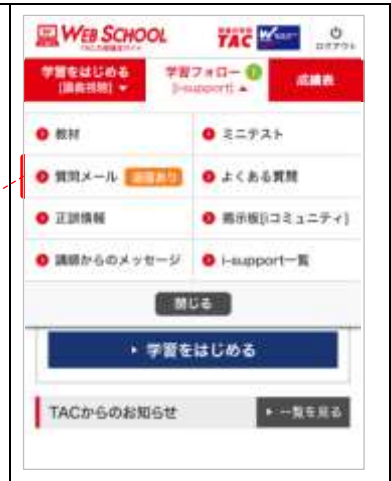 WEB SCHOOL
TAC
ログアウト
学習をはじめる
[講義視聴]
学習フォロー
[i-support]
成績表
教材
ミニテスト
質問メール 返信あり
よくある質問
正誤情報
掲示板[iコミュニティ]
講師からのメッセージ
i-support一覧
閉じる
学習をはじめる
TACからのお知らせ
一覧を見る